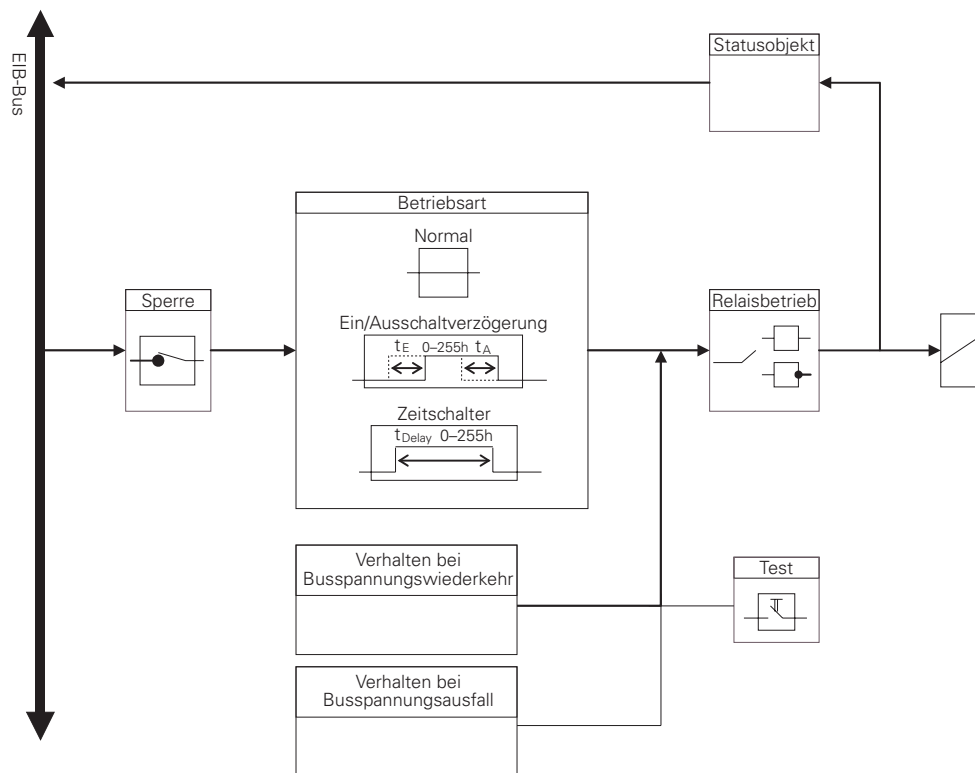 EIB-Bus
Statusobjekt
Betriebsart
Normal
Sperre
Ein/Ausschaltverzögerung
tE 0–255h tA
Zeitschalter
tDelay 0–255h
Relaisbetrieb
Verhalten bei
Busspannungswiederkehr
Test
Verhalten bei
Busspannungsausfall